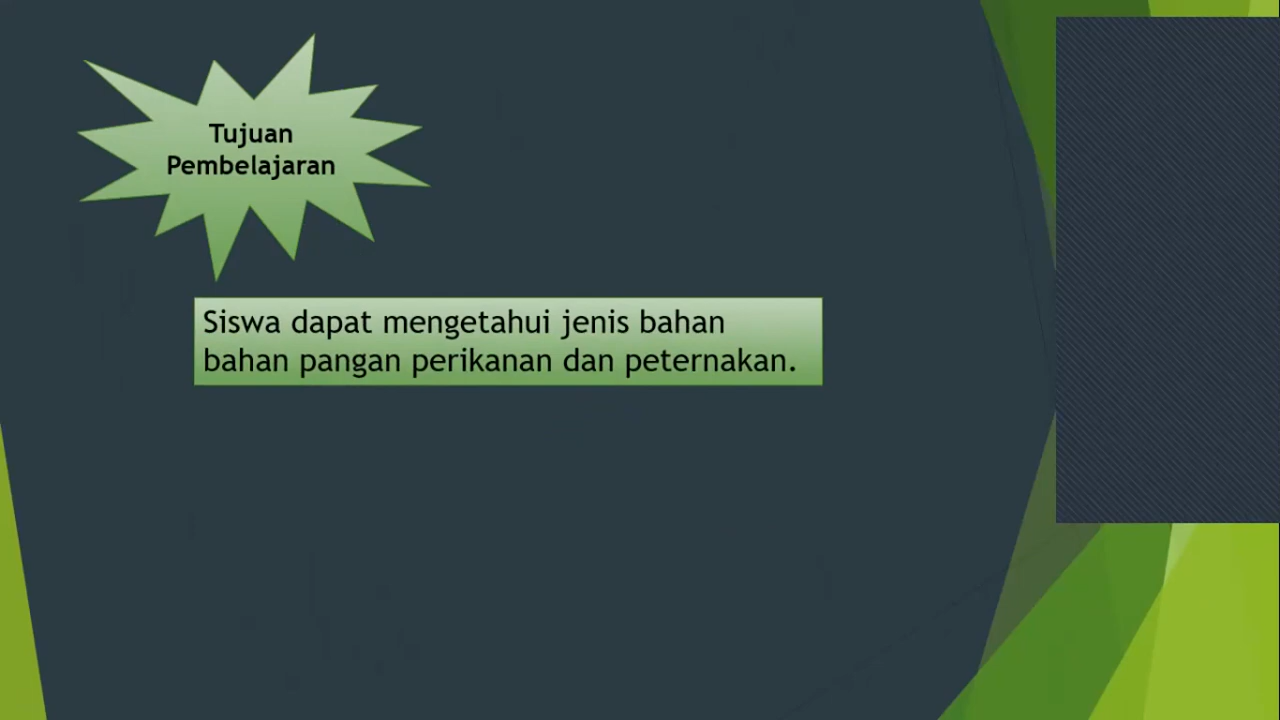 Tujuan
Pembelajaran
Siswa dapat mengetahui jenis bahan
bahan pangan perikanan dan peternakan.